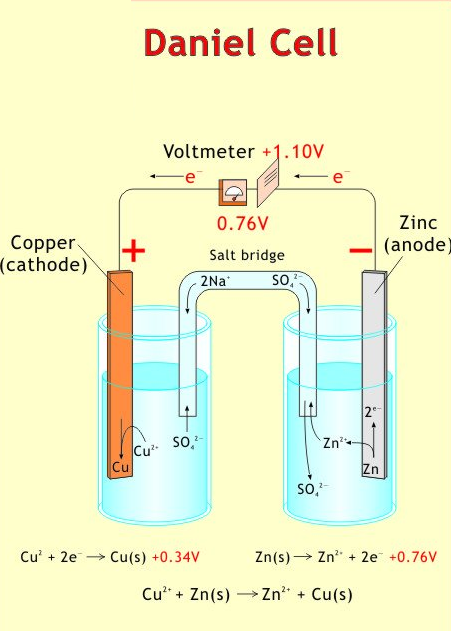 Daniel Cell
Voltmeter +1.10V
e⁻
e⁻
0.76V
Copper
(cathode)
+
−
Zinc
(anode)
Salt bridge
2Na⁺
SO₄²⁻
2e⁻
Cu²⁺
SO₄²⁻
Zn²⁺
Cu
Zn
SO₄²⁻
Cu² + 2e⁻ → Cu(s) +0.34V
Zn(s) → Zn²⁺ + 2e⁻ +0.76V
Cu²⁺ + Zn(s) → Zn²⁺ + Cu(s)